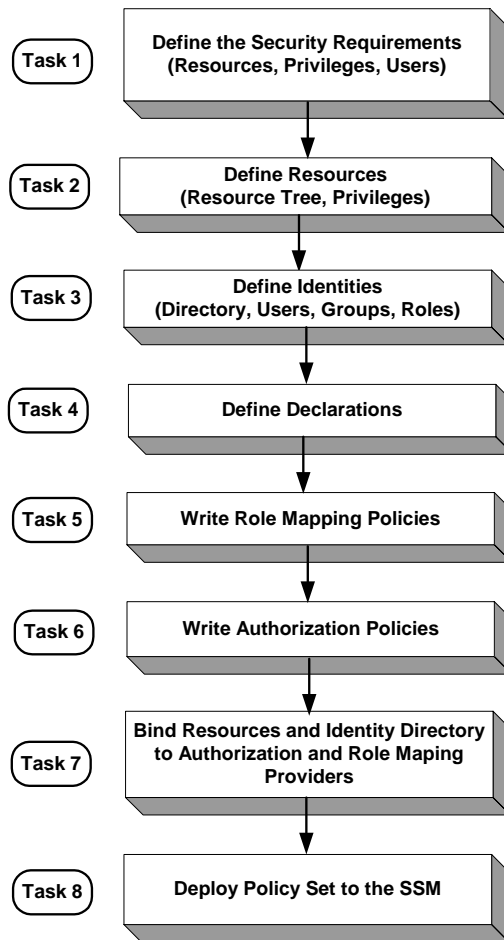 Task 1
Define the Security Requirements
(Resources, Privileges, Users)
Task 2
Define Resources
(Resource Tree, Privileges)
Task 3
Define Identities
(Directory, Users, Groups, Roles)
Task 4
Define Declarations
Task 5
Write Role Mapping Policies
Task 6
Write Authorization Policies
Task 7
Bind Resources and Identity Directory
to Authorization and Role Maping
Providers
Task 8
Deploy Policy Set to the SSM